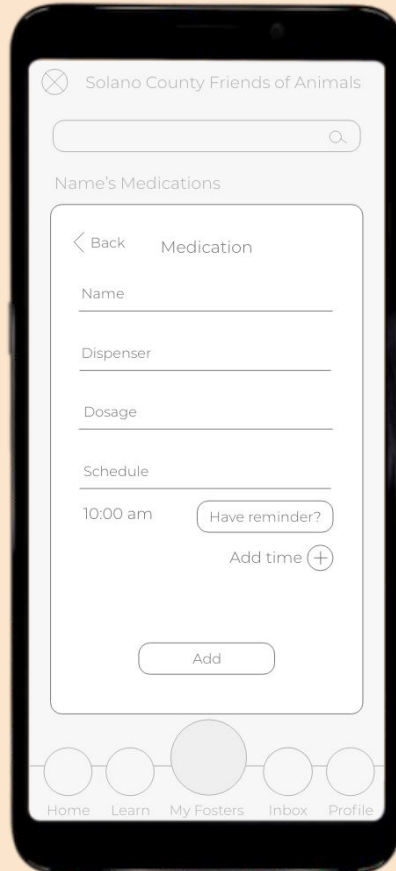 Solano County Friends of Animals
Name's Medications
Back
Medication
Name
Dispenser
Dosage
Schedule
10:00 am
Have reminder?
Add time
Add
Home
Learn
My Fosters
Inbox
Profile